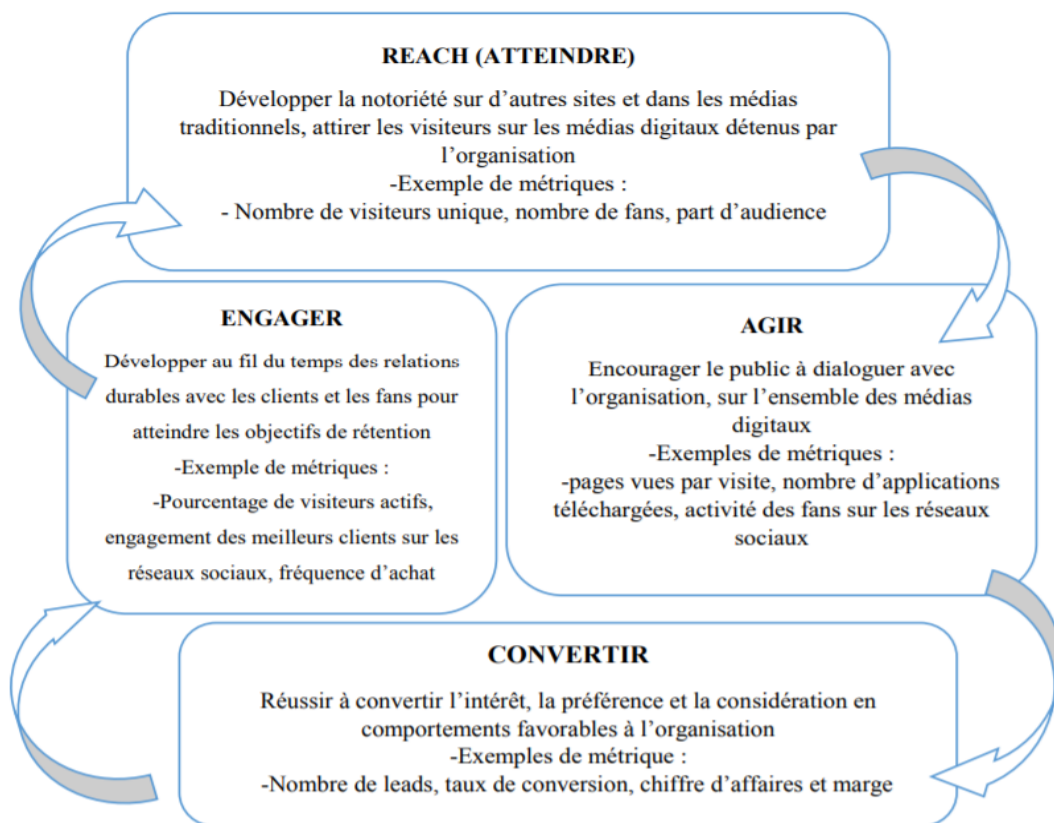 REACH (ATTEINDRE)
Développer la notoriété sur d’autres sites et dans les médias
traditionnels, attirer les visiteurs sur les médias digitaux détenus par
l’organisation
-Exemple de métriques :
- Nombre de visiteurs unique, nombre de fans, part d’audience
ENGAGER
Développer au fil du temps des relations
durables avec les clients et les fans pour
atteindre les objectifs de rétention
-Exemple de métriques :
-Pourcentage de visiteurs actifs,
engagement des meilleurs clients sur les
réseaux sociaux, fréquence d’achat
AGIR
Encourager le public à dialoguer avec
l’organisation, sur l’ensemble des médias
digitaux
-Exemples de métriques :
-pages vues par visite, nombre d’applications
téléchargées, activité des fans sur les réseaux
sociaux
CONVERTIR
Réussir à convertir l’intérêt, la préférence et la considération en
comportements favorables à l’organisation
-Exemples de métrique :
-Nombre de leads, taux de conversion, chiffre d’affaires et marge